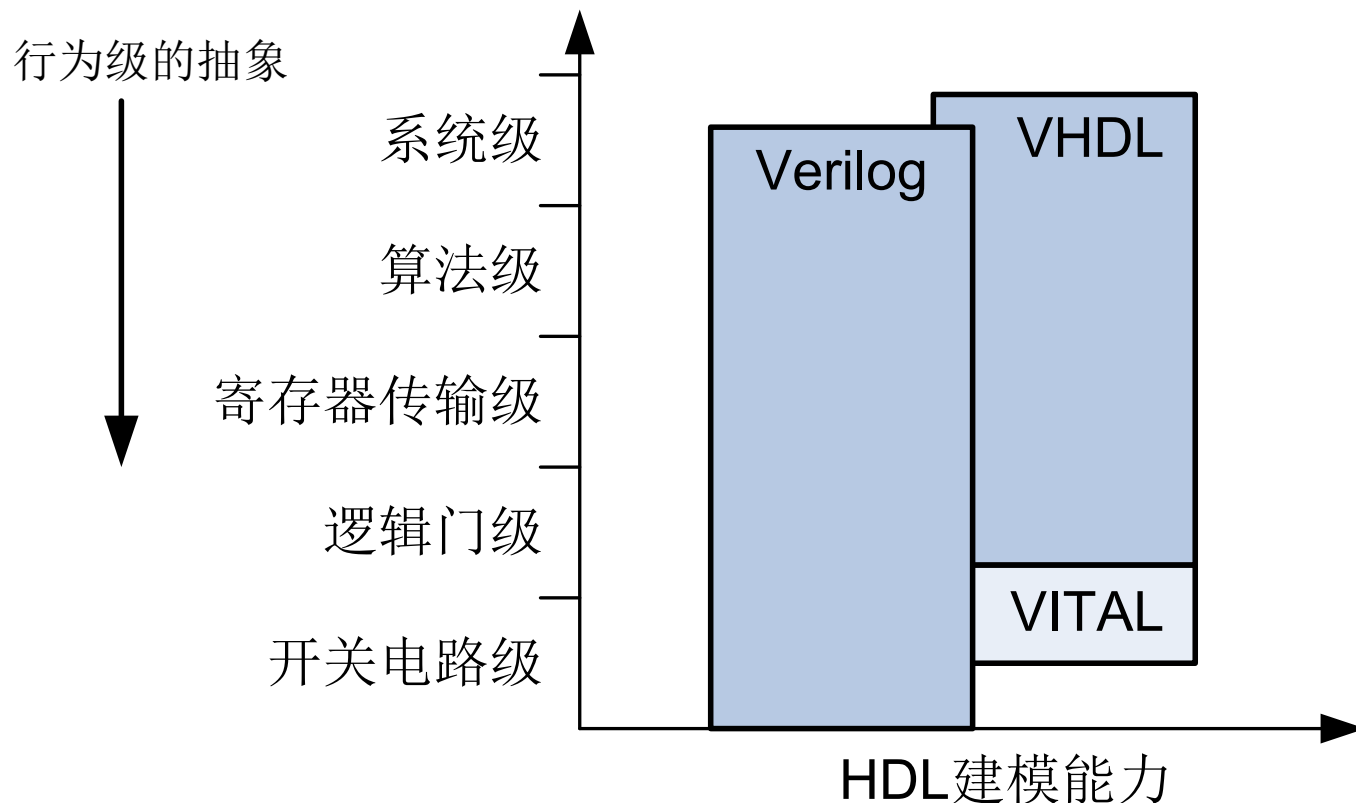 行为级的抽象
系统级
Verilog
VHDL
算法级
寄存器传输级
逻辑门级
VITAL
开关电路级
HDL建模能力